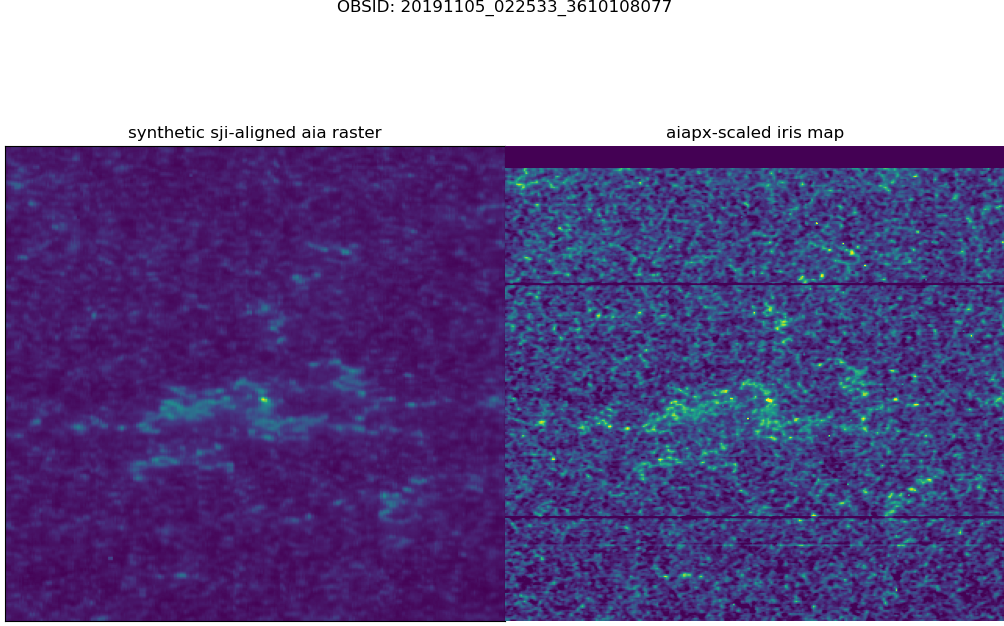 OBSID: 20191105_022533_3610108077
synthetic sji-aligned aia raster
aiapx-scaled iris map